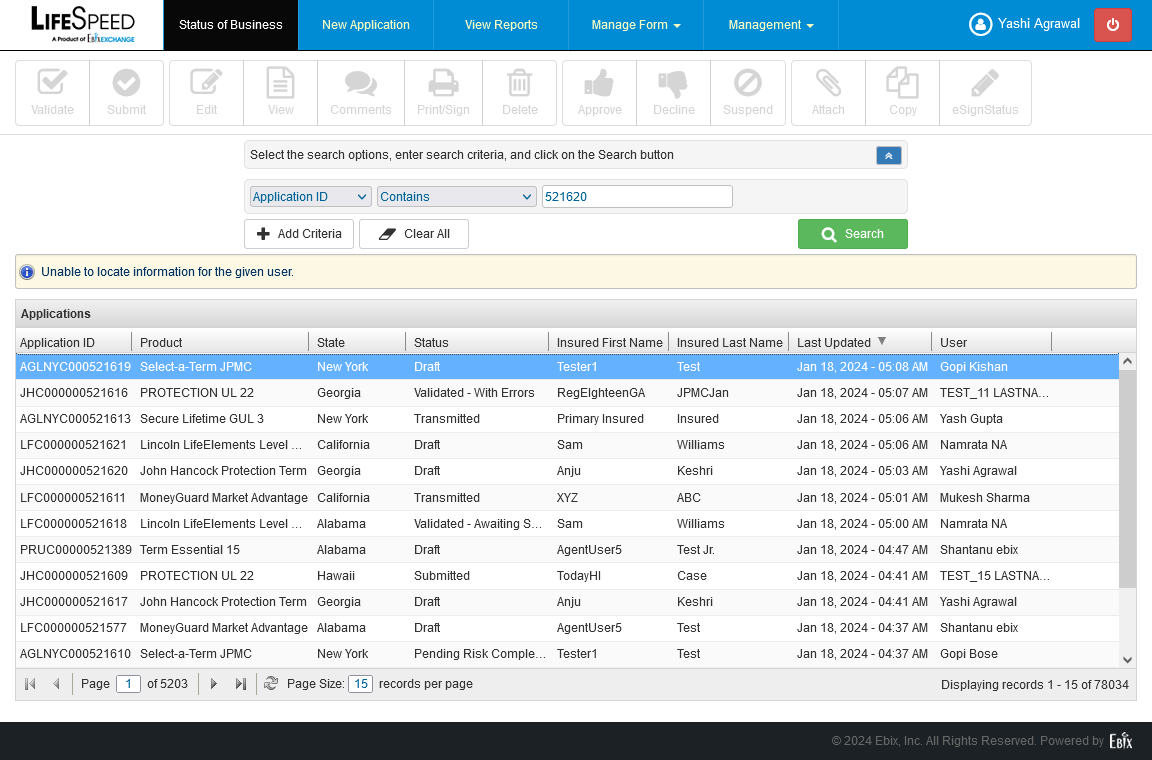 LIFESPEED
A Product of EbixEXCHANGE
Status of Business
New Application
View Reports
Manage Form
Management
Yashi Agrawal
Validate
Submit
Edit
View
Comments
Print/Sign
Delete
Approve
Decline
Suspend
Attach
Copy
eSignStatus
Select the search options, enter search criteria, and click on the Search button
Application ID
Contains
521620
Add Criteria
Clear All
Search
Unable to locate information for the given user.
Applications
Application ID Product State Status Insured First Name Insured Last Name Last Updated User
AGLNYC000521619 Select-a-Term JPMC New York Draft Tester1 Test Jan 18, 2024 - 05:08 AM Gopi Kishan
JHC000000521616 PROTECTION UL 22 Georgia Validated - With Errors RegEIghteenGA JPMCJan Jan 18, 2024 - 05:07 AM TEST_11 LASTNA...
AGLNYC000521613 Secure Lifetime GUL 3 New York Transmitted Primary Insured Insured Jan 18, 2024 - 05:06 AM Yash Gupta
LFC000000521621 Lincoln LifeElements Level ... California Draft Sam Williams Jan 18, 2024 - 05:06 AM Namrata NA
JHC000000521620 John Hancock Protection Term Georgia Draft Anju Keshri Jan 18, 2024 - 05:03 AM Yashi Agrawal
LFC000000521611 MoneyGuard Market Advantage California Transmitted XYZ ABC Jan 18, 2024 - 05:01 AM Mukesh Sharma
LFC000000521618 Lincoln LifeElements Level ... Alabama Validated - Awaiting S... Sam Williams Jan 18, 2024 - 05:00 AM Namrata NA
PRUC00000521389 Term Essential 15 Alabama Draft AgentUser5 Test Jr. Jan 18, 2024 - 04:47 AM Shantanu ebix
JHC000000521609 PROTECTION UL 22 Hawaii Submitted TodayHI Case Jan 18, 2024 - 04:41 AM TEST_15 LASTNA...
JHC000000521617 John Hancock Protection Term Georgia Draft Anju Keshri Jan 18, 2024 - 04:41 AM Yashi Agrawal
LFC000000521577 MoneyGuard Market Advantage Alabama Draft AgentUser5 Test Jan 18, 2024 - 04:37 AM Shantanu ebix
AGLNYC000521610 Select-a-Term JPMC New York Pending Risk Comple... Tester1 Test Jan 18, 2024 - 04:37 AM Gopi Bose
Page 1 of 5203 Page Size: 15 records per page Displaying records 1 - 15 of 78034
© 2024 Ebix, Inc. All Rights Reserved. Powered by EBIX